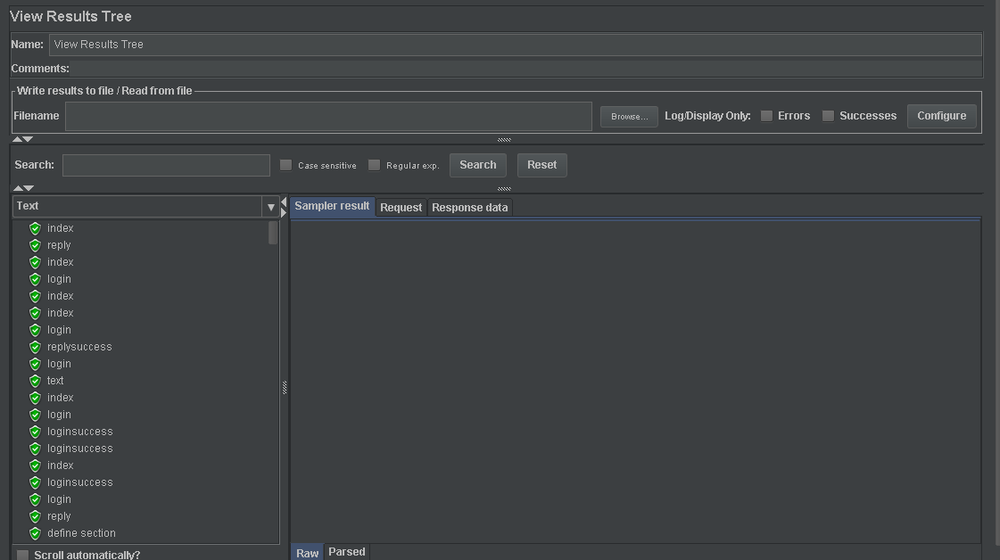 View Results Tree
Name: View Results Tree
Comments:
Write results to file / Read from file
Filename Browse... Log/Display Only: Errors Successes Configure
Search: Case sensitive Regular exp. Search Reset
Text Sampler result Request Response data
index
reply
index
login
index
index
login
replysuccess
login
text
index
login
loginsuccess
loginsuccess
index
loginsuccess
login
reply
define section
Scroll automatically? Raw Parsed